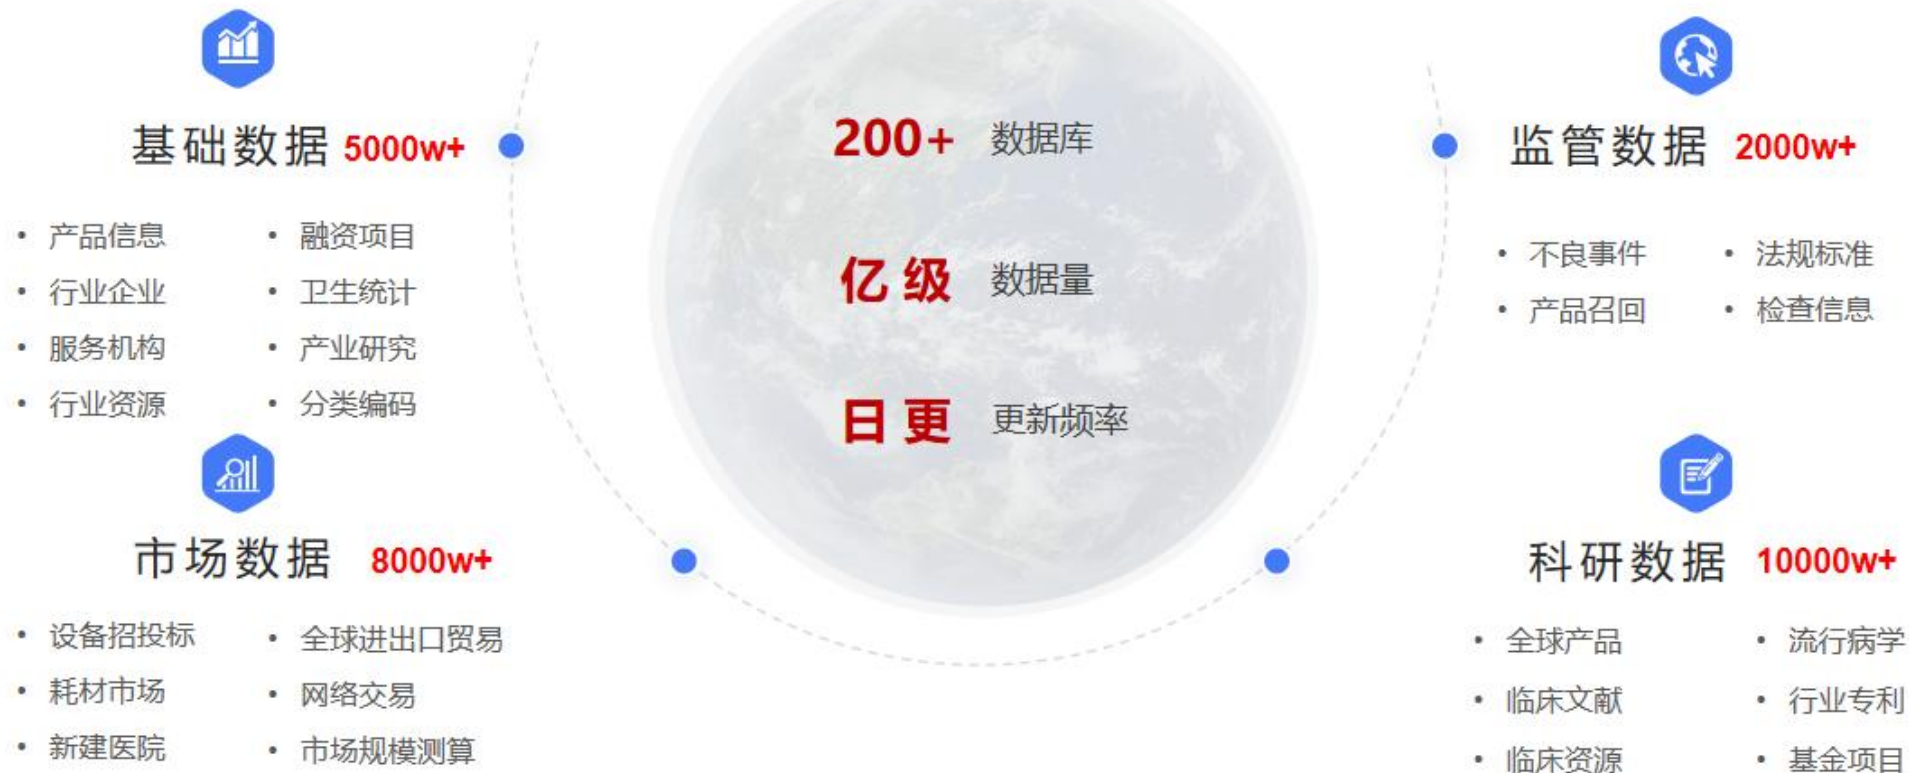 基础数据 5000w+
• 产品信息 • 融资项目
• 行业企业 • 卫生统计
• 服务机构 • 产业研究
• 行业资源 • 分类编码
市场数据 8000w+
• 设备招投标 • 全球进出口贸易
• 耗材市场 • 网络交易
• 新建医院 • 市场规模测算
200+ 数据库
亿级 数据量
日更 更新频率
监管数据 2000w+
• 不良事件 • 法规标准
• 产品召回 • 检查信息
科研数据 10000w+
• 全球产品 • 流行病学
• 临床文献 • 行业专利
• 临床资源 • 基金项目